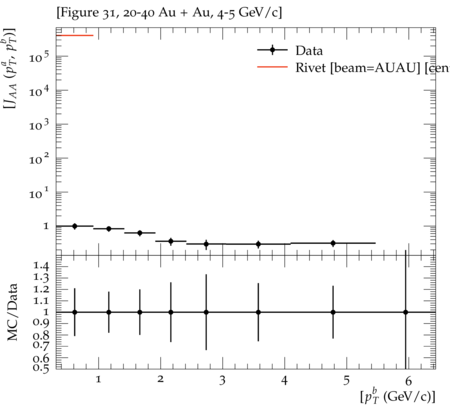 [Figure 31, 20-40 Au + Au, 4-5 GeV/c]
[J_AA (p_T^a, p_T^b)]
Data
Rivet [beam=AUAU] [cen
10^5
10^4
10^3
10^2
10^1
1
MC/Data
1.4
1.3
1.2
1.1
1
0.9
0.8
0.7
0.6
0.5
1 2 3 4 5 6
[p_T^b (GeV/c)]